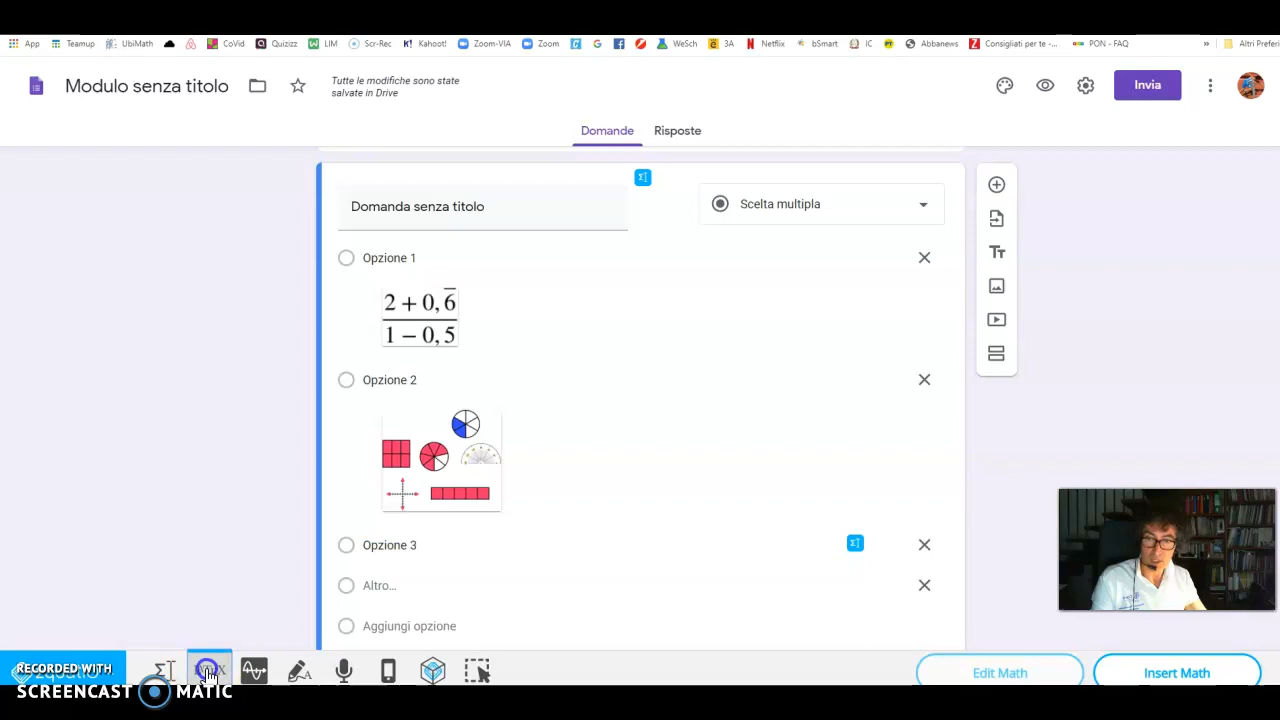 App Teamup UbiMath CoVid Quizizz LIM Scr-Rec Kahoot! Zoom-VIA Zoom WeSch 3A Netflix bSmart IC Abbanews Consigliati per te -... PON - FAQ » Altri Preferi
Modulo senza titolo
Tutte le modifiche sono state
salvate in Drive
Invia
Domande Risposte
Domanda senza titolo
Scelta multipla
Opzione 1
2 + 0, 6̅
1 − 0, 5
Opzione 2
Opzione 3
Altro...
Aggiungi opzione
RECORDED WITH
SCREENCAST MATIC
Edit Math
Insert Math